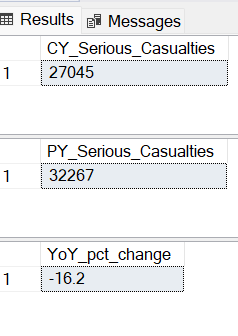 Results Messages
CY_Serious_Casualties
1 27045
PY_Serious_Casualties
1 32267
YoY_pct_change
1 -16.2